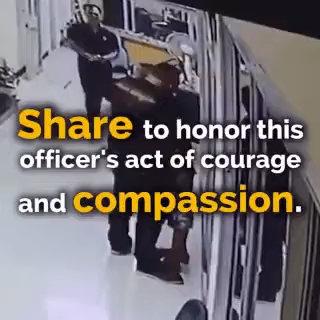 Share to honor this
officer's act of courage
and compassion.